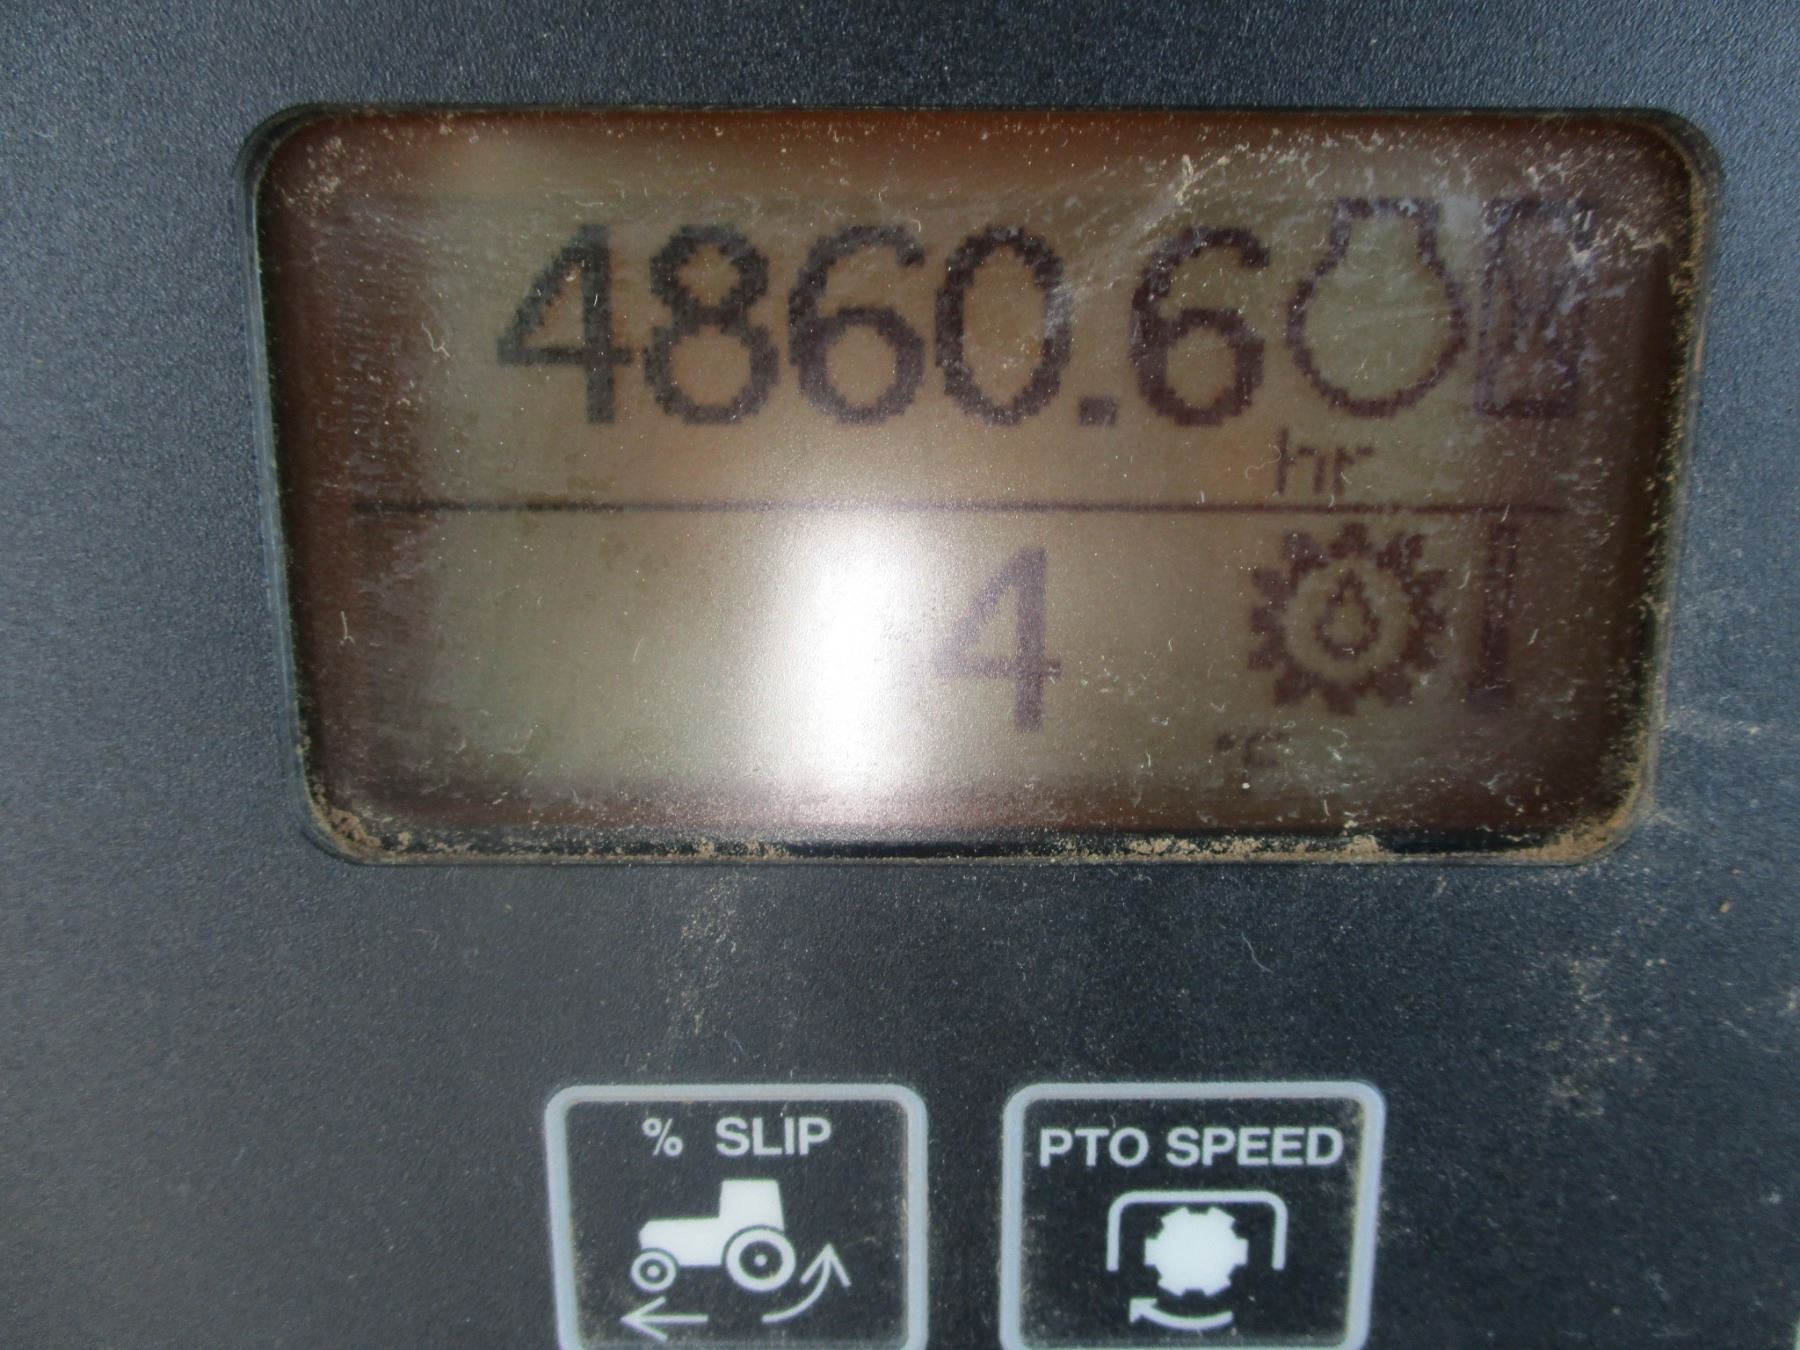 4860.6
hr
4
°C
% SLIP
PTO SPEED